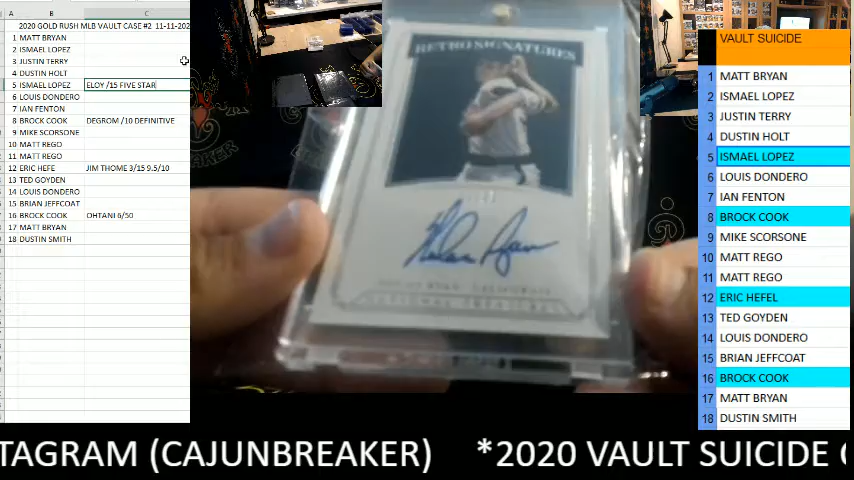 2020 GOLD RUSH MLB VAULT CASE #2 11-11-202
1 MATT BRYAN
2 ISMAEL LOPEZ
3 JUSTIN TERRY
4 DUSTIN HOLT
5 ISMAEL LOPEZ ELOY /15 FIVE STAR
6 LOUIS DONDERO
7 IAN FENTON
8 BROCK COOK DEGROM /10 DEFINITIVE
9 MIKE SCORSONE
10 MATT REGO
11 MATT REGO
12 ERIC HEFE JIM THOME 3/15 9.5/10
13 TED GOYDEN
14 LOUIS DONDERO
15 BRIAN JEFFCOAT
16 BROCK COOK OHTANI 6/50
17 MATT BRYAN
18 DUSTIN SMITH
RETRO SIGNATURES
Nolan Ryan
VAULT SUICIDE
1 MATT BRYAN
2 ISMAEL LOPEZ
3 JUSTIN TERRY
4 DUSTIN HOLT
5 ISMAEL LOPEZ
6 LOUIS DONDERO
7 IAN FENTON
8 BROCK COOK
9 MIKE SCORSONE
10 MATT REGO
11 MATT REGO
12 ERIC HEFEL
13 TED GOYDEN
14 LOUIS DONDERO
15 BRIAN JEFFCOAT
16 BROCK COOK
17 MATT BRYAN
18 DUSTIN SMITH
TAGRAM (CAJUNBREAKER) *2020 VAULT SUICIDE